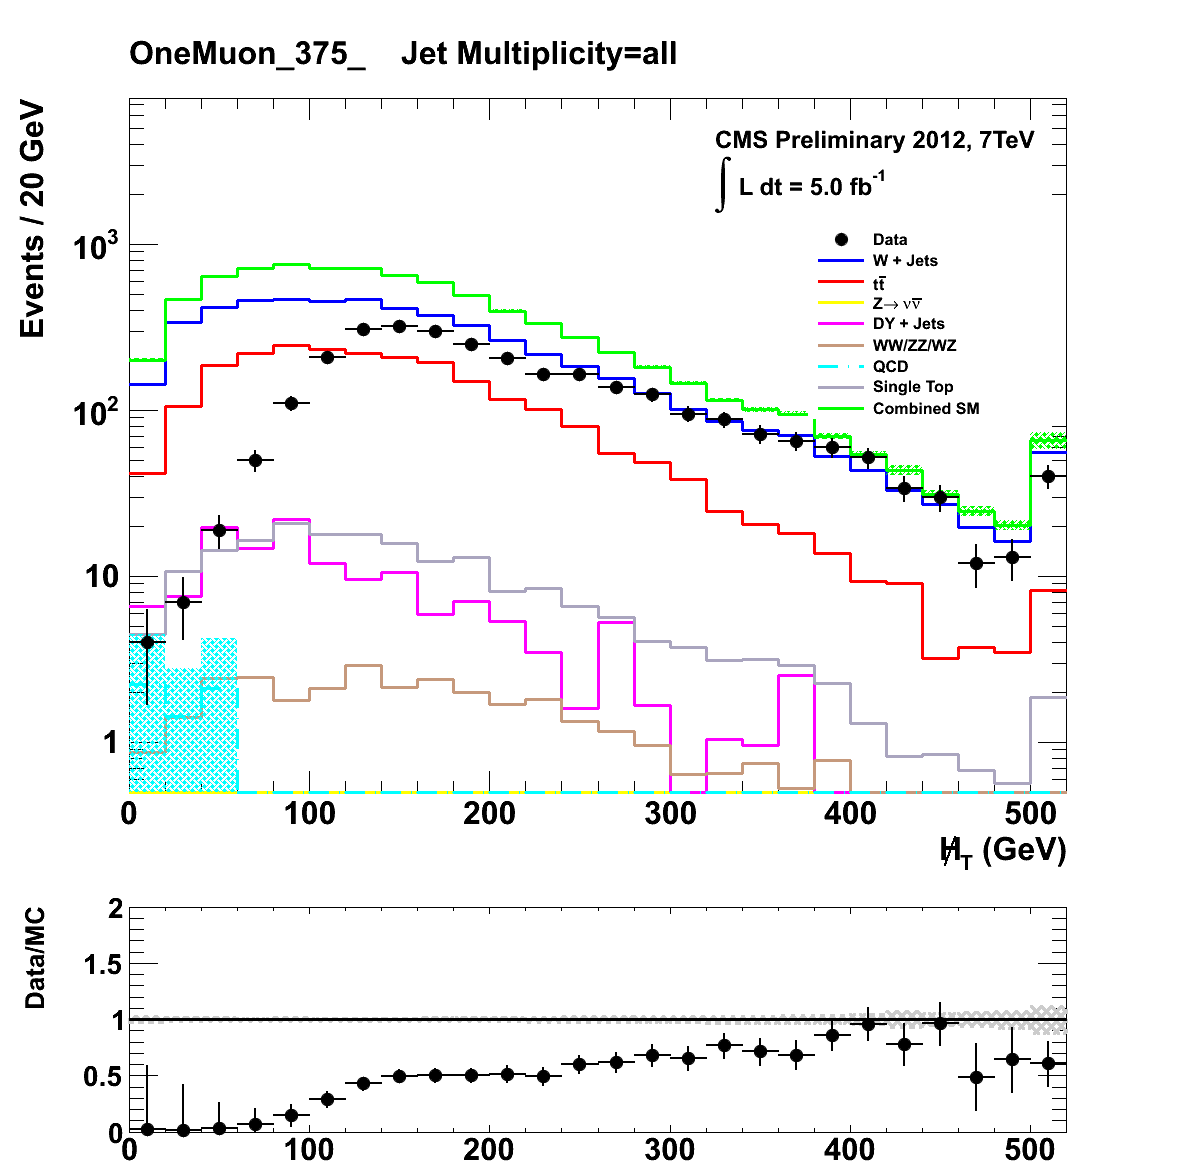 OneMuon_375_ Jet Multiplicity=all
Events / 20 GeV
CMS Preliminary 2012, 7TeV
∫ L dt = 5.0 fb⁻¹
Data
W + Jets
tt̅
Z→ νν̅
DY + Jets
WW/ZZ/WZ
QCD
Single Top
Combined SM
10³
10²
10
1
0 100 200 300 400 500
H̸_T (GeV)
Data/MC
2
1.5
1
0.5
0
0 100 200 300 400 500